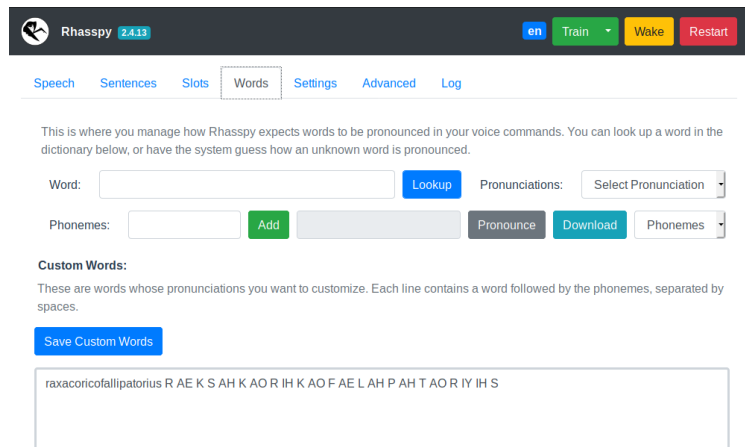 Rhasspy 2.4.13 en Train Wake Restart
Speech Sentences Slots Words Settings Advanced Log
This is where you manage how Rhasspy expects words to be pronounced in your voice commands. You can look up a word in the
dictionary below, or have the system guess how an unknown word is pronounced.
Word: Lookup Pronunciations: Select Pronunciation
Phonemes: Add Pronounce Download Phonemes
Custom Words:
These are words whose pronunciations you want to customize. Each line contains a word followed by the phonemes, separated by
spaces.
Save Custom Words
raxacoricofallipatorius R AE K S AH K AO R IH K AO F AE L AH P AH T AO R IY IH S